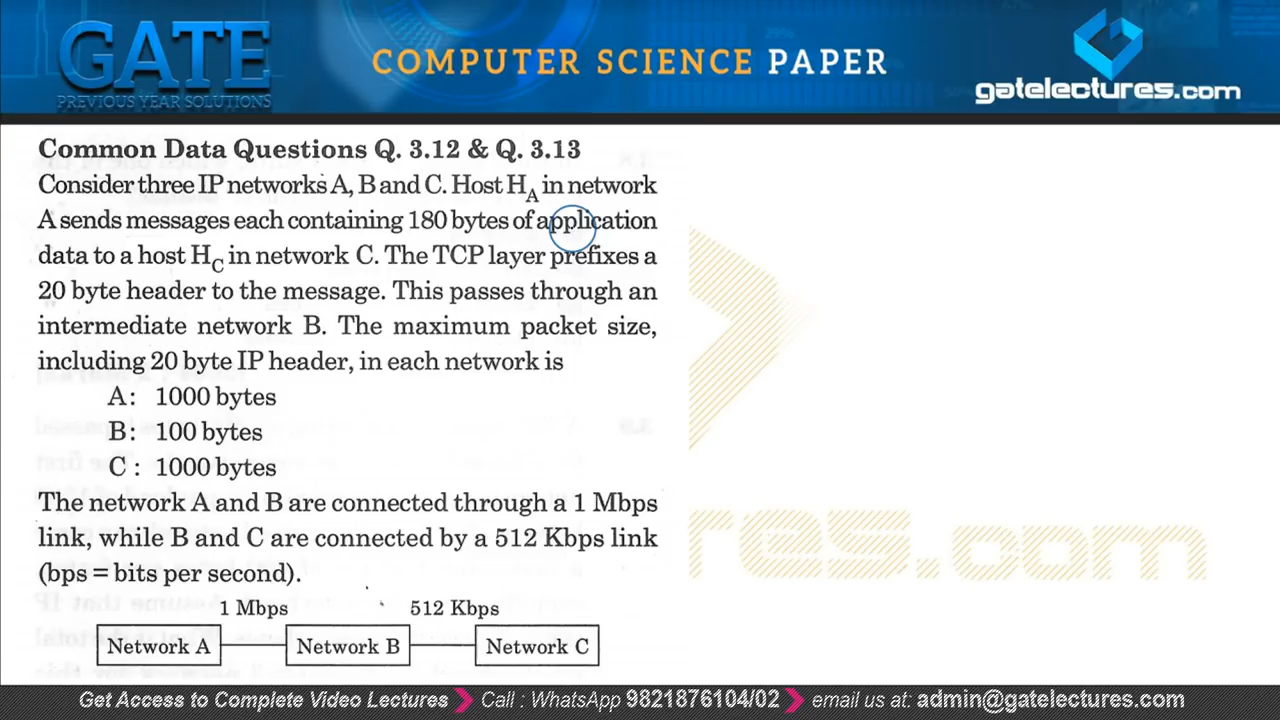 GATE
PREVIOUS YEAR SOLUTIONS
COMPUTER SCIENCE PAPER
gatelectures.com
Common Data Questions Q. 3.12 & Q. 3.13
Consider three IP networks A, B and C. Host HA in network
A sends messages each containing 180 bytes of application
data to a host HC in network C. The TCP layer prefixes a
20 byte header to the message. This passes through an
intermediate network B. The maximum packet size,
including 20 byte IP header, in each network is
A: 1000 bytes
B: 100 bytes
C: 1000 bytes
The network A and B are connected through a 1 Mbps
link, while B and C are connected by a 512 Kbps link
(bps = bits per second).
1 Mbps 512 Kbps
Network A Network B Network C
res.com
Get Access to Complete Video Lectures Call : WhatsApp 9821876104/02 email us at: admin@gatelectures.com